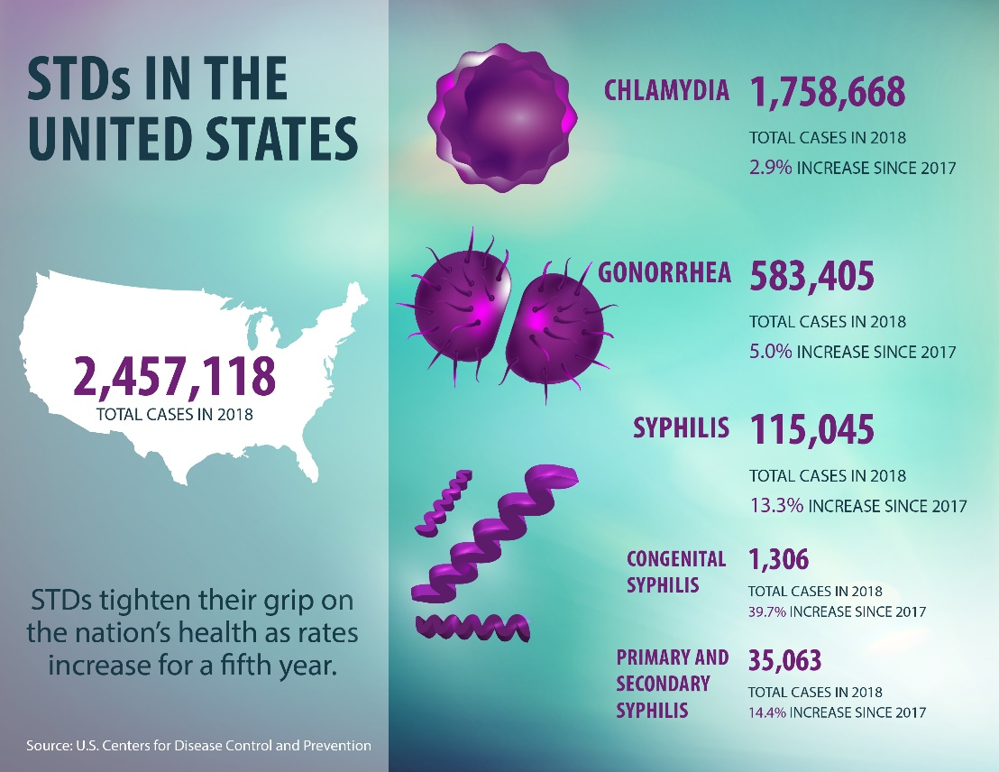 STDs IN THE
UNITED STATES
2,457,118
TOTAL CASES IN 2018
STDs tighten their grip on
the nation’s health as rates
increase for a fifth year.
Source: U.S. Centers for Disease Control and Prevention
CHLAMYDIA 1,758,668
TOTAL CASES IN 2018
2.9% INCREASE SINCE 2017
GONORRHEA 583,405
TOTAL CASES IN 2018
5.0% INCREASE SINCE 2017
SYPHILIS 115,045
TOTAL CASES IN 2018
13.3% INCREASE SINCE 2017
CONGENITAL
SYPHILIS
1,306
TOTAL CASES IN 2018
39.7% INCREASE SINCE 2017
PRIMARY AND
SECONDARY
SYPHILIS
35,063
TOTAL CASES IN 2018
14.4% INCREASE SINCE 2017